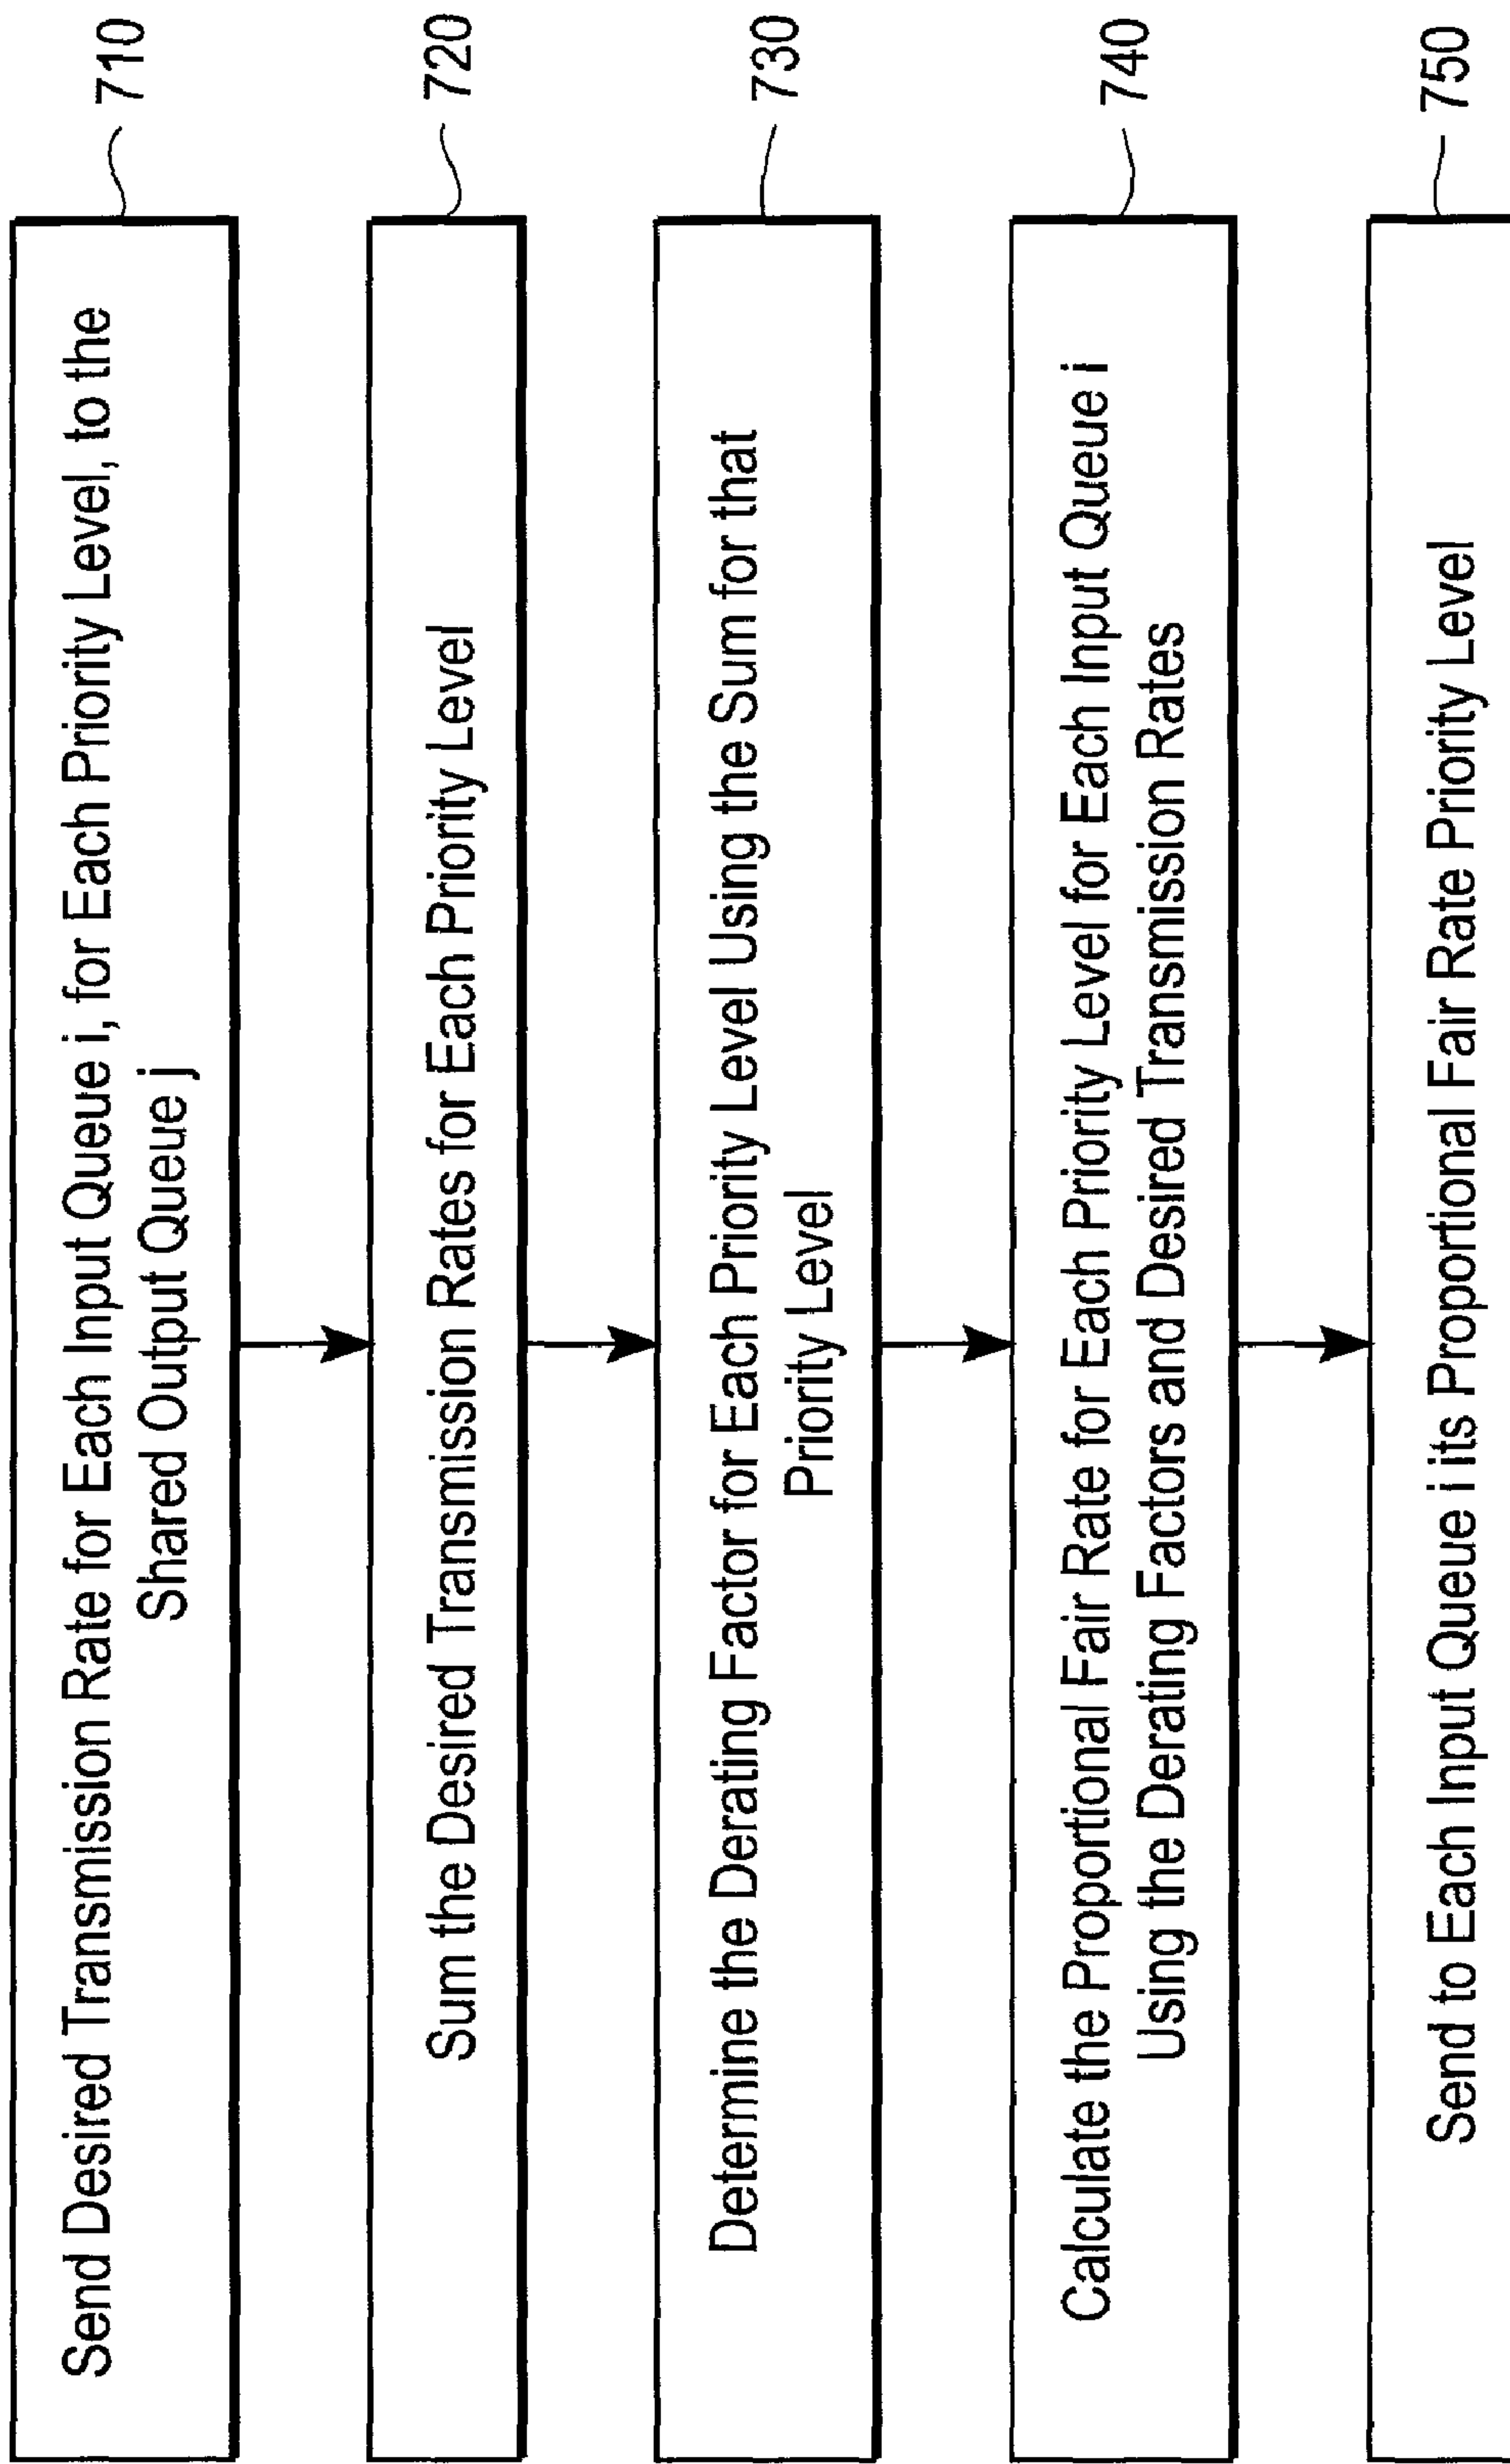 Send Desired Transmission Rate for Each Input Queue i, for Each Priority Level, to the
Shared Output Queue j
710
Sum the Desired Transmission Rates for Each Priority Level
720
Determine the Derating Factor for Each Priority Level Using the Sum for that
Priority Level
730
Calculate the Proportional Fair Rate for Each Priority Level for Each Input Queue i
Using the Derating Factors and Desired Transmission Rates
740
Send to Each Input Queue i its Proportional Fair Rate Priority Level
750